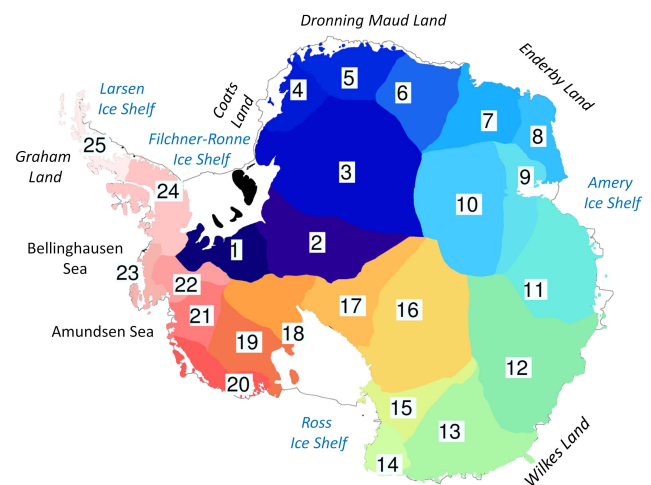 Dronning Maud Land
Enderby Land
Larsen
Ice Shelf
Coats
Land
Filchner-Ronne
Ice Shelf
Graham
Land
Amery
Ice Shelf
Bellinghausen
Sea
Amundsen Sea
Ross
Ice Shelf
Wilkes Land
1
2
3
4
5
6
7
8
9
10
11
12
13
14
15
16
17
18
19
20
21
22
23
24
25